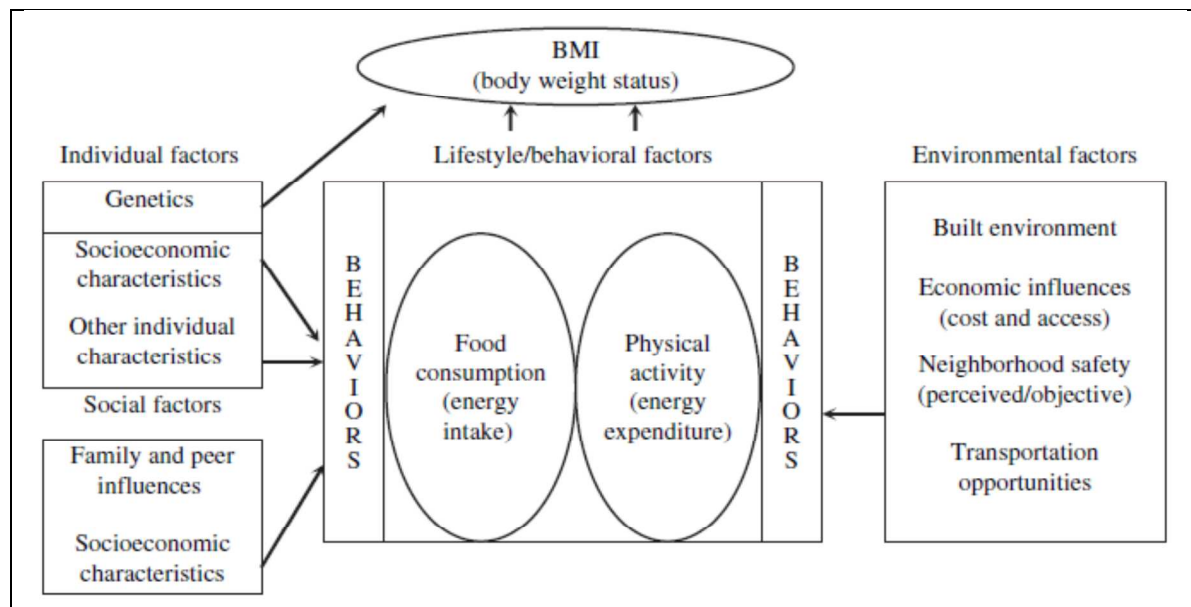 BMI
(body weight status)
Individual factors
Lifestyle/behavioral factors
Environmental factors
Genetics
Socioeconomic
characteristics
Other individual
characteristics
Social factors
Family and peer
influences
Socioeconomic
characteristics
BEHAVIORS
Food
consumption
(energy
intake)
Physical
activity
(energy
expenditure)
BEHAVIORS
Built environment
Economic influences
(cost and access)
Neighborhood safety
(perceived/objective)
Transportation
opportunities